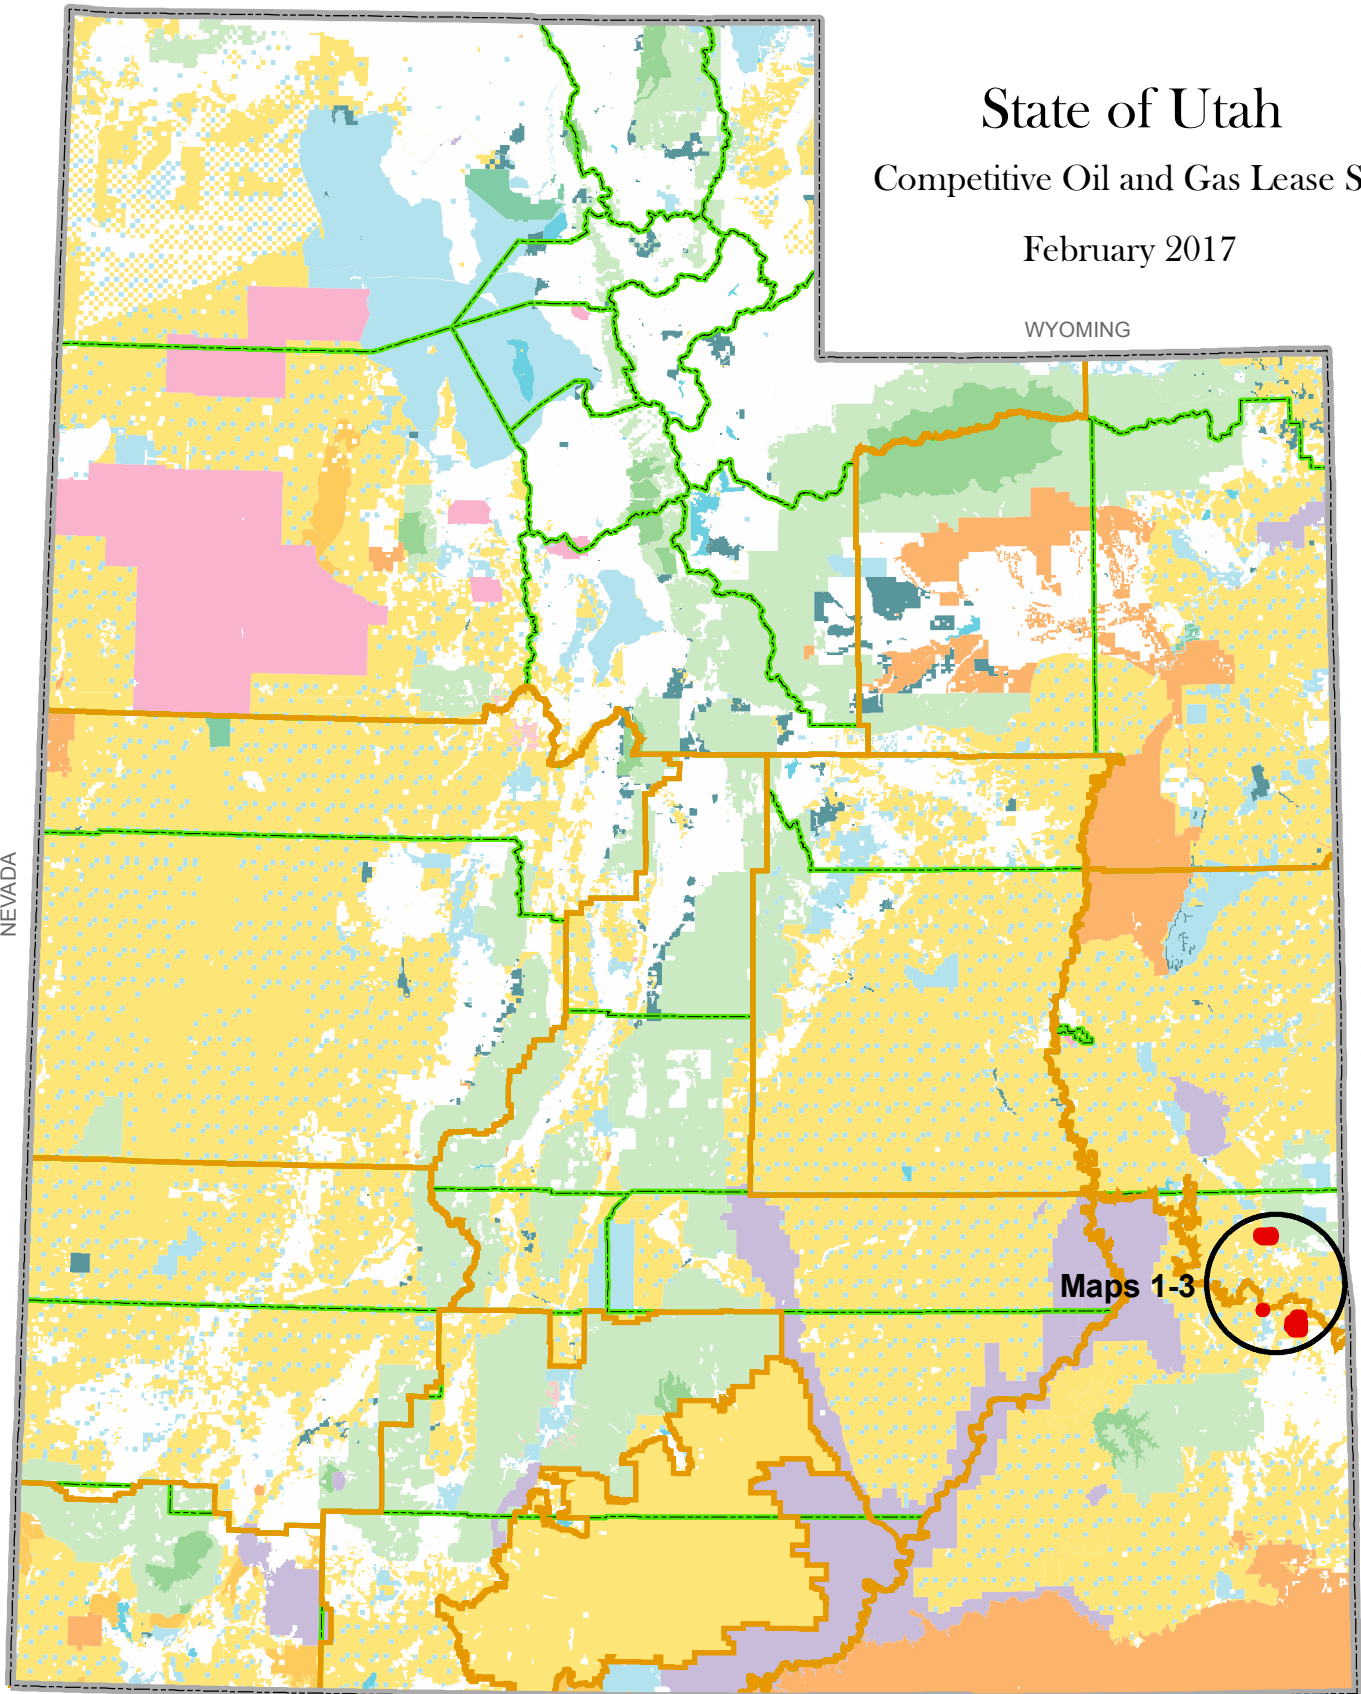 State of Utah
Competitive Oil and Gas Lease S
February 2017
WYOMING
NEVADA
Maps 1-3